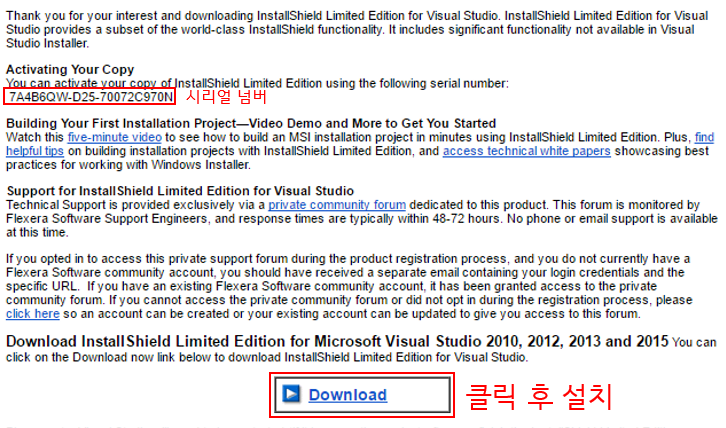 Thank you for your interest and downloading InstallShield Limited Edition for Visual Studio. InstallShield Limited Edition for Visual
Studio provides a subset of the world-class InstallShield functionality. It includes significant functionality not available in Visual
Studio Installer.
Activating Your Copy
You can activate your copy of InstallShield Limited Edition using the following serial number:
7A4B6QW-D25-70072C970N 시리얼 넘버
Building Your First Installation Project—Video Demo and More to Get You Started
Watch this five-minute video to see how to build an MSI installation project in minutes using InstallShield Limited Edition. Plus, find
helpful tips on building installation projects with InstallShield Limited Edition, and access technical white papers showcasing best
practices for working with Windows Installer.
Support for InstallShield Limited Edition for Visual Studio
Technical Support is provided exclusively via a private community forum dedicated to this product. This forum is monitored by
Flexera Software Support Engineers, and response times are typically within 48-72 hours. No phone or email support is available
at this time.
If you opted in to access this private support forum during the product registration process, and you do not currently have a
Flexera Software community account, you should have received a separate email containing your login credentials and the
specific URL. If you have an existing Flexera Software community account, it has been granted access to the private
community forum. If you cannot access the private community forum or did not opt in during the registration process, please
click here so an account can be created or your existing account can be updated to give you access to this forum.
Download InstallShield Limited Edition for Microsoft Visual Studio 2010, 2012, 2013 and 2015 You can
click on the Download now link below to download InstallShield Limited Edition for Visual Studio.
Download 클릭 후 설치